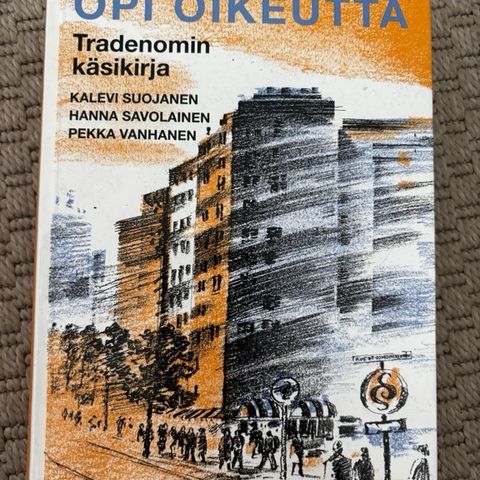 OPI OIKEUTTA
Tradenomin
käsikirja
KALEVI SUOJANEN
HANNA SAVOLAINEN
PEKKA VANHANEN
§